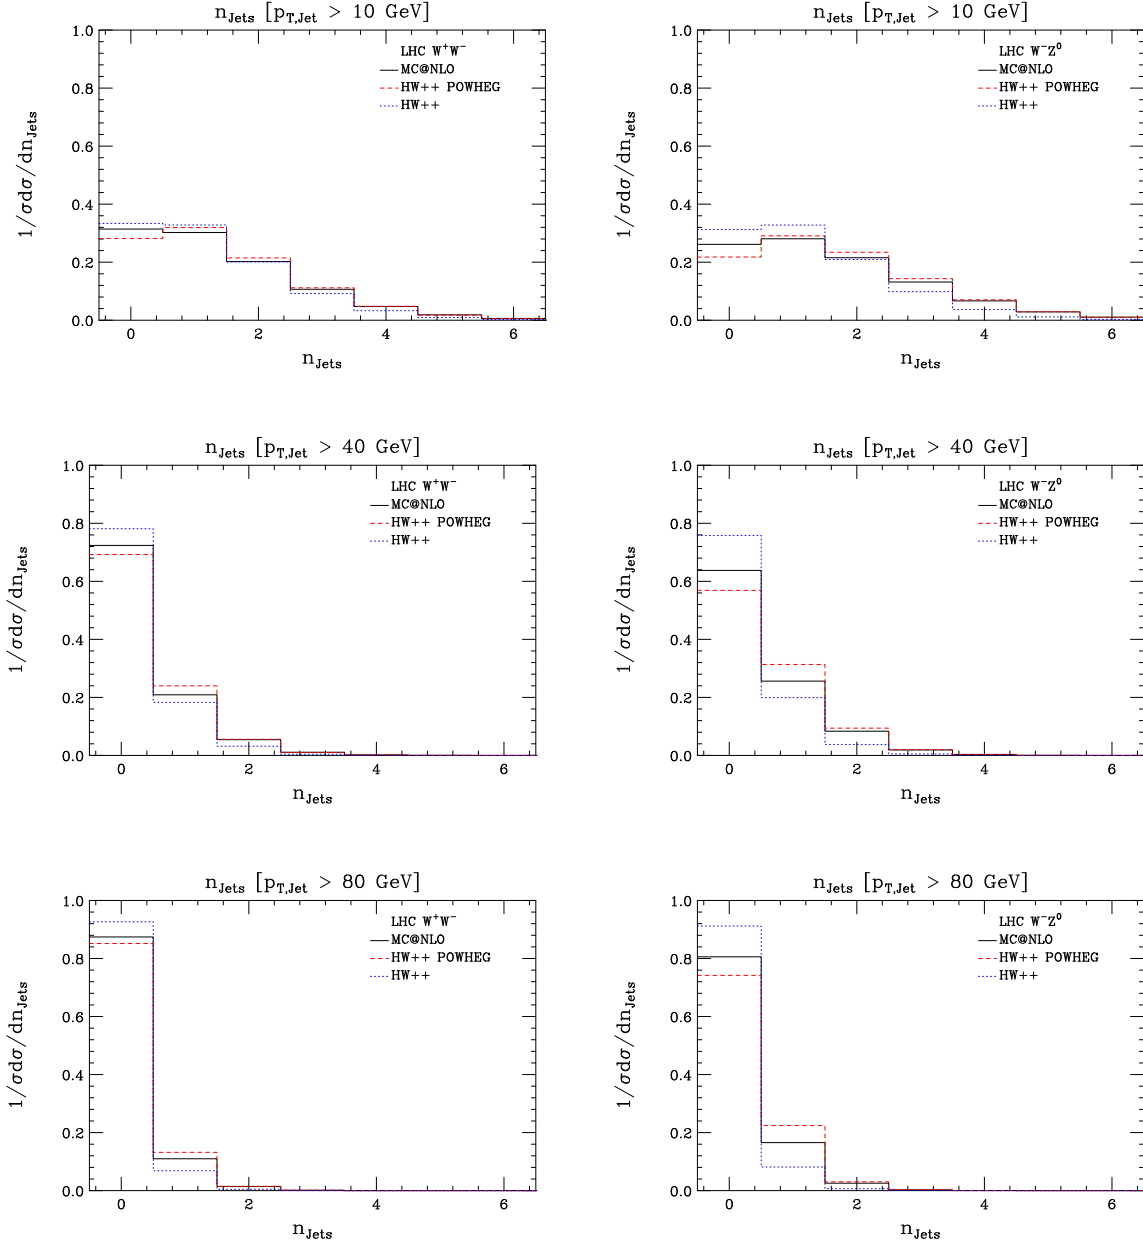 n_Jets [p_T,Jet > 10 GeV]
1/σdσ/dn_Jets
1.0
0.8
0.6
0.4
0.2
0.0
LHC W⁺W⁻
MC@NLO
HW++ POWHEG
HW++
0 2 4 6
n_Jets
n_Jets [p_T,Jet > 10 GeV]
1/σdσ/dn_Jets
1.0
0.8
0.6
0.4
0.2
0.0
LHC W⁻Z⁰
MC@NLO
HW++ POWHEG
HW++
0 2 4 6
n_Jets
n_Jets [p_T,Jet > 40 GeV]
1/σdσ/dn_Jets
1.0
0.8
0.6
0.4
0.2
0.0
LHC W⁺W⁻
MC@NLO
HW++ POWHEG
HW++
0 2 4 6
n_Jets
n_Jets [p_T,Jet > 40 GeV]
1/σdσ/dn_Jets
1.0
0.8
0.6
0.4
0.2
0.0
LHC W⁻Z⁰
MC@NLO
HW++ POWHEG
HW++
0 2 4 6
n_Jets
n_Jets [p_T,Jet > 80 GeV]
1/σdσ/dn_Jets
1.0
0.8
0.6
0.4
0.2
0.0
LHC W⁺W⁻
MC@NLO
HW++ POWHEG
HW++
0 2 4 6
n_Jets
n_Jets [p_T,Jet > 80 GeV]
1/σdσ/dn_Jets
1.0
0.8
0.6
0.4
0.2
0.0
LHC W⁻Z⁰
MC@NLO
HW++ POWHEG
HW++
0 2 4 6
n_Jets